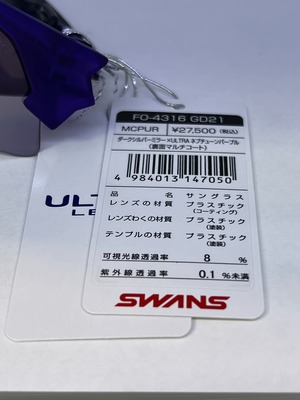 FO-4316 GD21
MCPUR ¥27,500 (税込)
ダークシルバーミラー×ULTRA ネプチューンパープル
(裏面マルチコート)
4 984013 147050
品名 サングラス
レンズの材質 プラスチック
(コーティング)
レンズわくの材質 プラスチック
(塗装)
テンプルの材質 プラスチック
(塗装)
可視光線透過率 8 %
紫外線透過率 0.1 %未満
SWANS
UL
LE